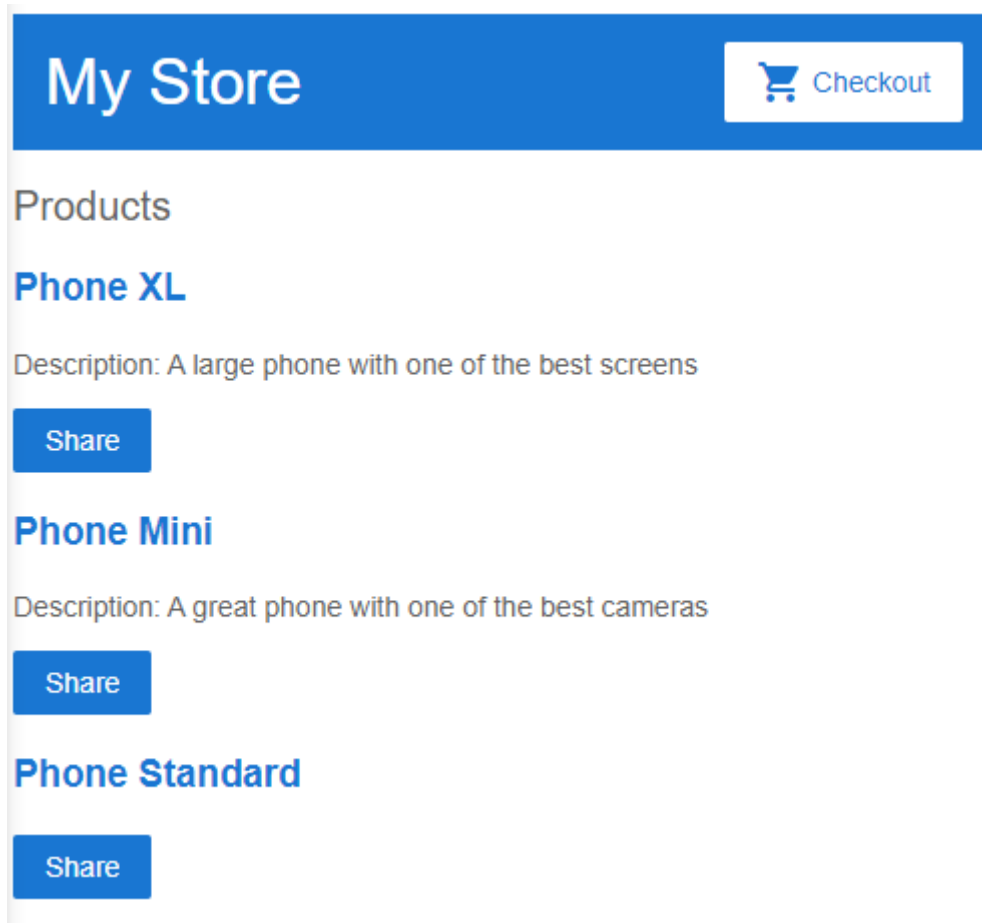 My Store
Checkout
Products
Phone XL
Description: A large phone with one of the best screens
Share
Phone Mini
Description: A great phone with one of the best cameras
Share
Phone Standard
Share